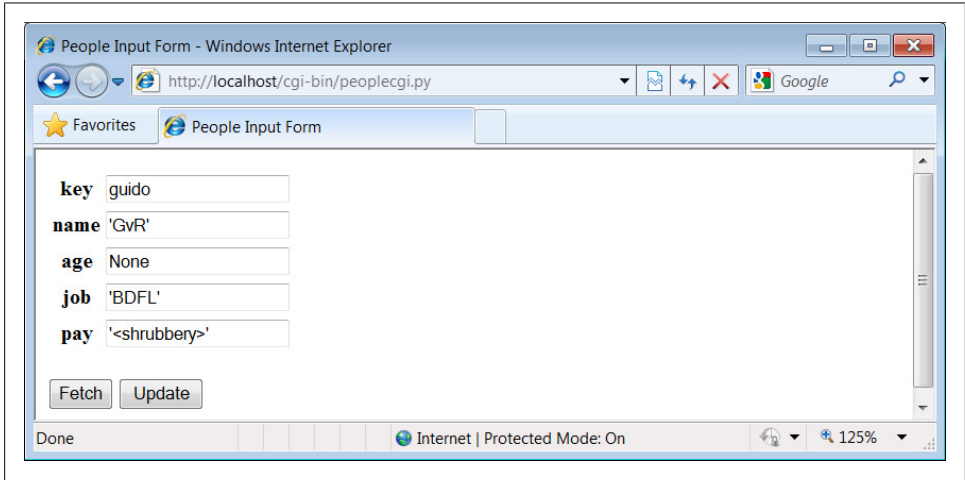 People Input Form - Windows Internet Explorer
http://localhost/cgi-bin/peoplecgi.py
Google
Favorites
People Input Form
key guido
name 'GvR'
age None
job 'BDFL'
pay '<shrubbery>'
Fetch Update
Done
Internet | Protected Mode: On
125%